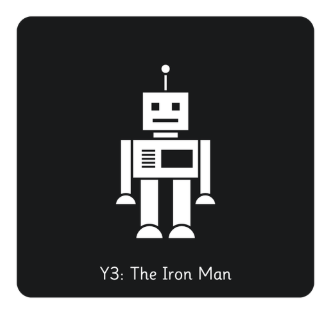 Y3: The Iron Man